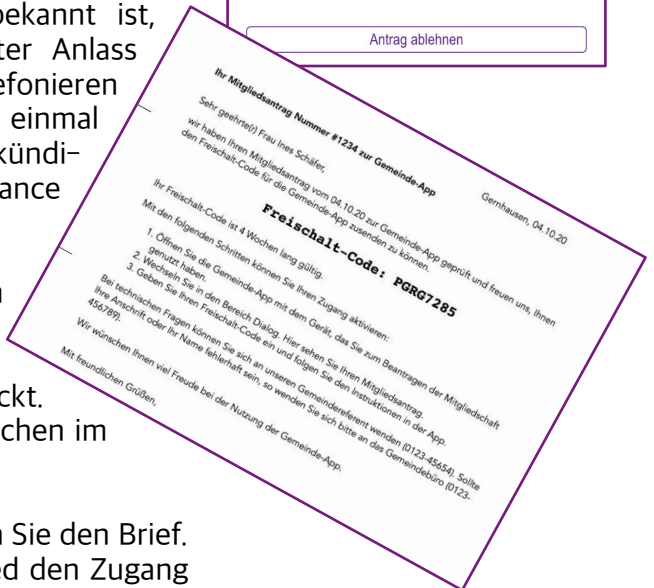 bekannt ist,
ter Anlass
efonieren
einmal
kündi-
ance
ckt.
chen im
Sie den Brief.
ed den Zugang
Antrag ablehnen
Gernhausen, 04.10.20
Ihr Mitgliedsantrag Nummer #1234 zur Gemeinde-App
Sehr geehrte(r) Frau Ines Schäfer,
wir haben Ihren Mitgliedsantrag vom 04.10.20 zur Gemeinde-App geprüft und freuen uns, Ihnen
den Freischalt-Code für die Gemeinde-App zusenden zu können.
Freischalt-Code: PGRG7285
Ihr Freischalt-Code ist 4 Wochen lang gültig.
Mit den folgenden Schritten können Sie Ihren Zugang aktivieren:
1. Öffnen Sie die Gemeinde-App mit dem Gerät, das Sie zum Beantragen der Mitgliedschaft
genutzt haben.
2. Wechseln Sie in den Bereich Dialog. Hier sehen Sie Ihren Mitgliedsantrag.
3. Geben Sie Ihren Freischalt-Code ein und folgen Sie den Instruktionen in der App.
Bei technischen Fragen können Sie sich an unseren Gemeindereferent wenden (0123-45654). Sollte
Ihre Anschrift oder Ihr Name fehlerhaft sein, so wenden Sie sich bitte an das Gemeindebüro (0123-
456789).
Wir wünschen Ihnen viel Freude bei der Nutzung der Gemeinde-App.
Mit freundlichen Grüßen,